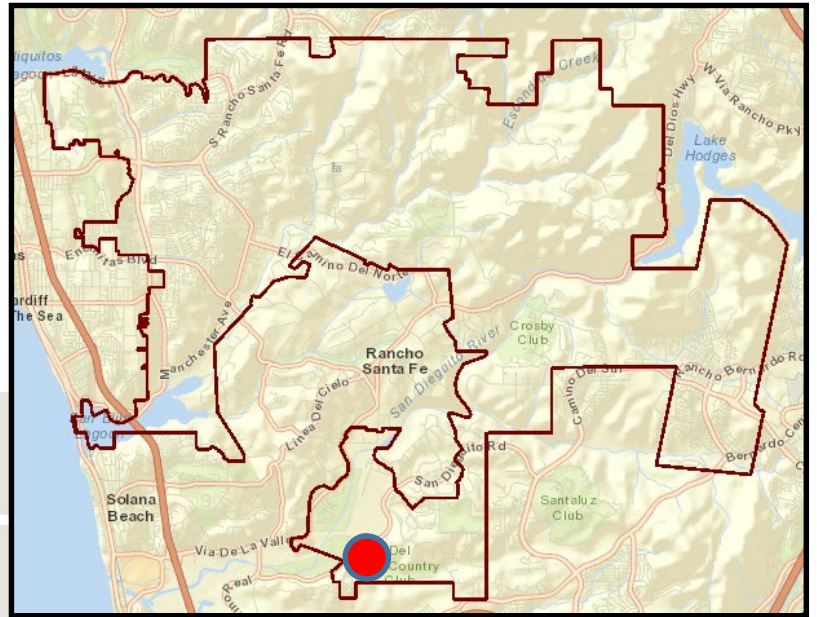 S Rancho Santa Fe Rd
Escondido Creek
Del Dios Hwy
W Via Rancho Pky
Lake
Hodges
Encinitas Blvd
El Camino Del Norte
The Sea
Manchester Ave
Rancho
Santa Fe
San Dieguito River
Crosby
Club
Camino Del Sur
Rancho Bernardo Rd
Linea Del Cielo
San Dieguito Rd
Lagoon
Solana
Beach
Santaluz
Club
Via De La Valle
Del
Country
Club
Real